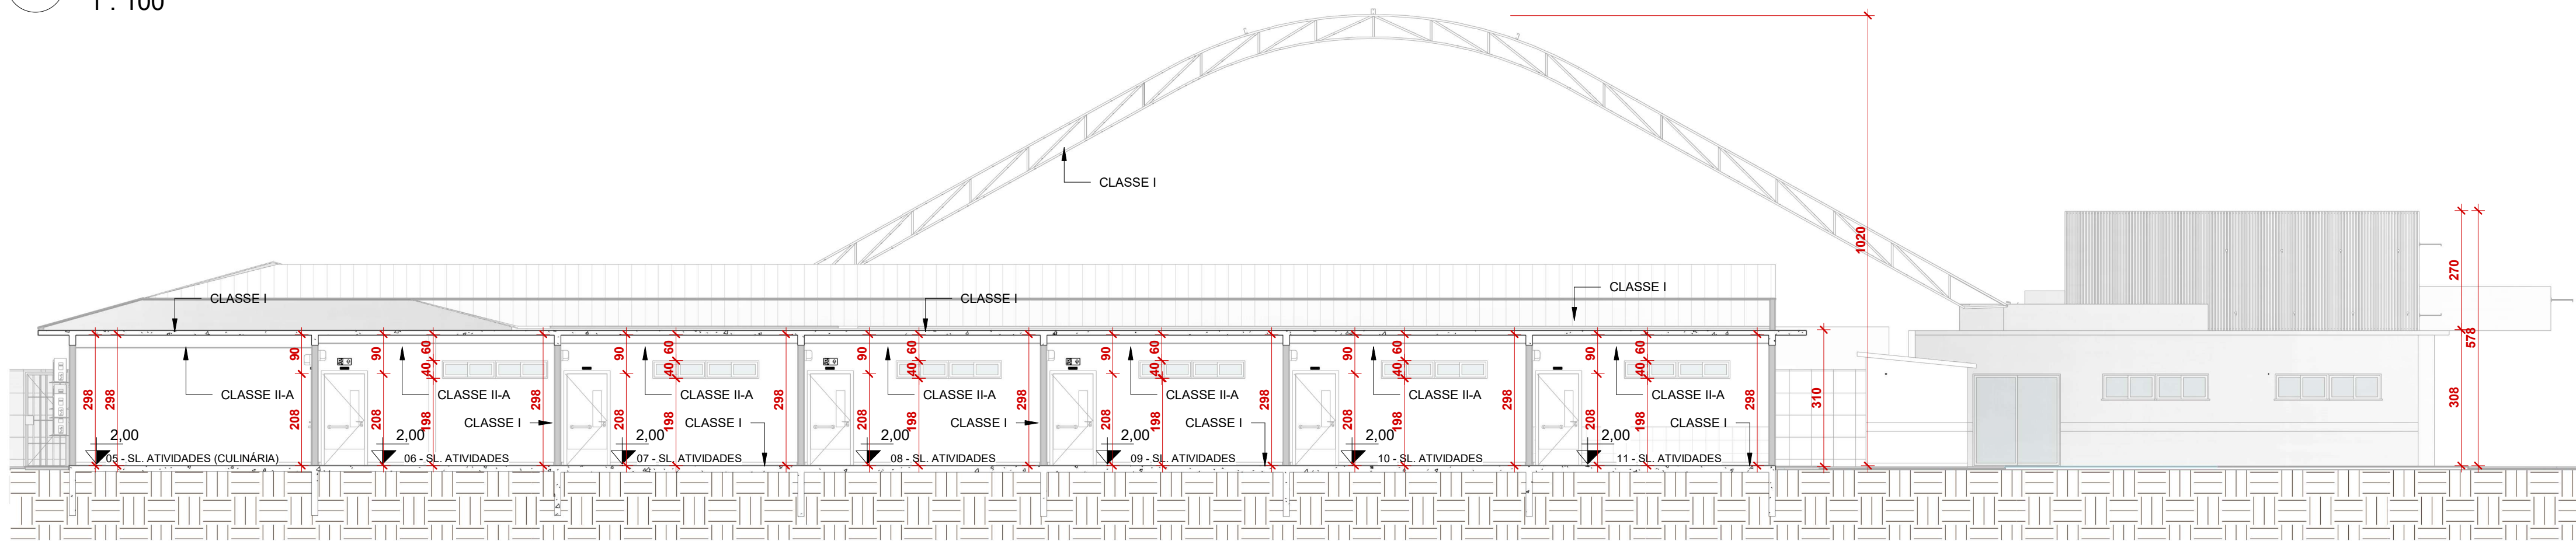 1 : 100
CLASSE I
1020
270
578
308
CLASSE I
CLASSE I
CLASSE I
90
90
60
90
60
90
60
90
60
90
60
90
60
40
40
40
40
40
40
298
298
CLASSE II-A
CLASSE II-A
298
CLASSE II-A
298
CLASSE II-A
298
CLASSE II-A
298
CLASSE II-A
298
CLASSE II-A
298
310
208
208
198
CLASSE I
208
198
CLASSE I
208
198
CLASSE I
208
198
CLASSE I
208
198
208
198
CLASSE I
2,00
2,00
2,00
2,00
2,00
2,00
2,00
05 - SL. ATIVIDADES (CULINÁRIA)
06 - SL. ATIVIDADES
07 - SL. ATIVIDADES
08 - SL. ATIVIDADES
09 - SL. ATIVIDADES
10 - SL. ATIVIDADES
11 - SL. ATIVIDADES